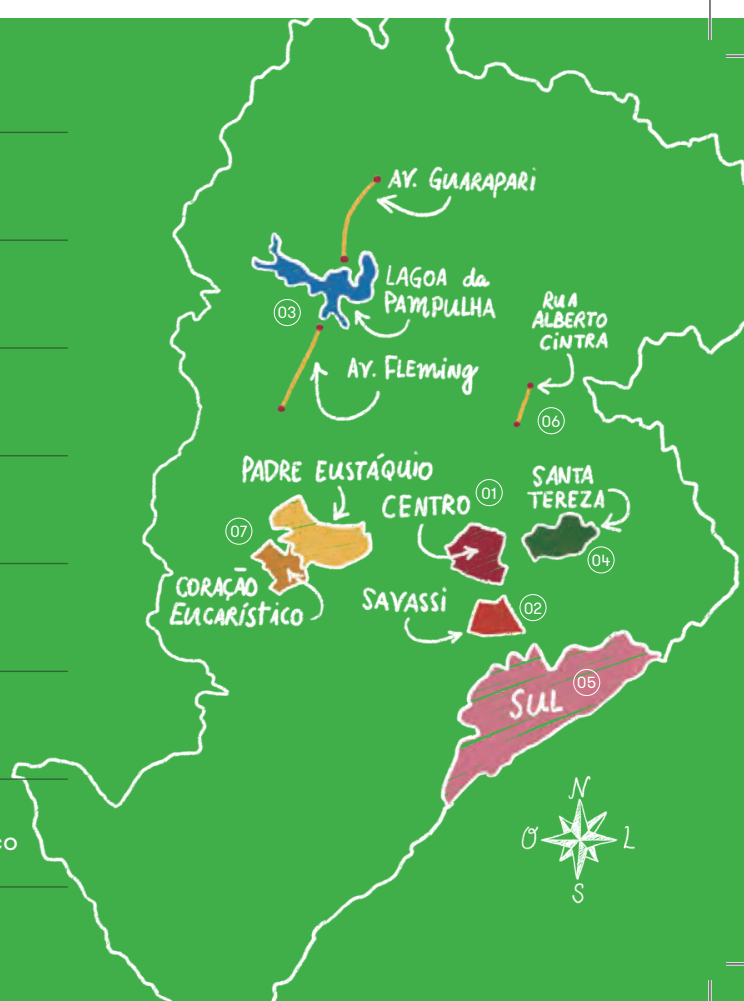 AV. GUARAPARI
LAGOA da
PAMPULHA
03
RUA
ALBERTO
CINTRA
AV. FLEMING
06
PADRE EUSTÁQUIO
01
CENTRO
SANTA
TEREZA
07
04
CORAÇÃO
EUCARÍSTICO
SAVASSI
02
05
SUL
N
O
L
S
CO